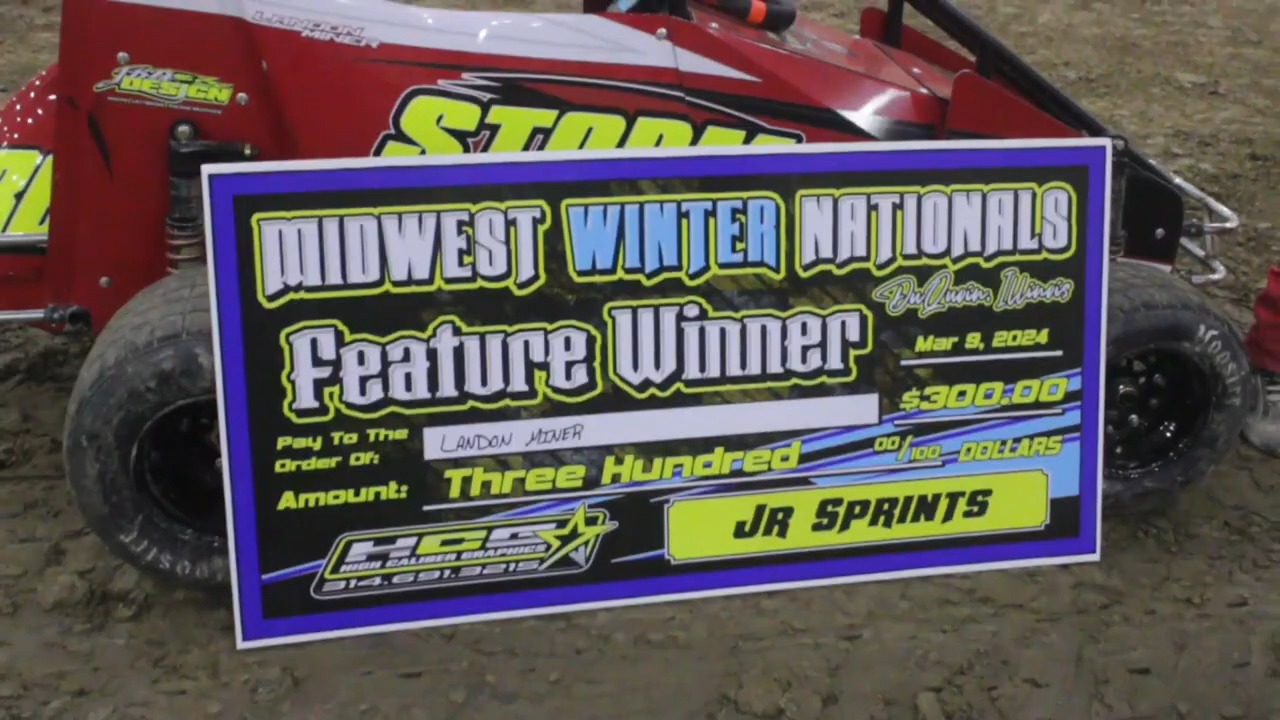 LANDON
MINER
DESIGN
MIDWEST WINTER NATIONALS
DuQuoin, Illinois
Feature Winner
Mar 9, 2024
$300.00
Pay To The
Order Of:
LANDON MINER
Amount: Three Hundred 00/100 DOLLARS
HCG
HIGH CALIBER GRAPHICS
314.691.3215
Jr Sprints